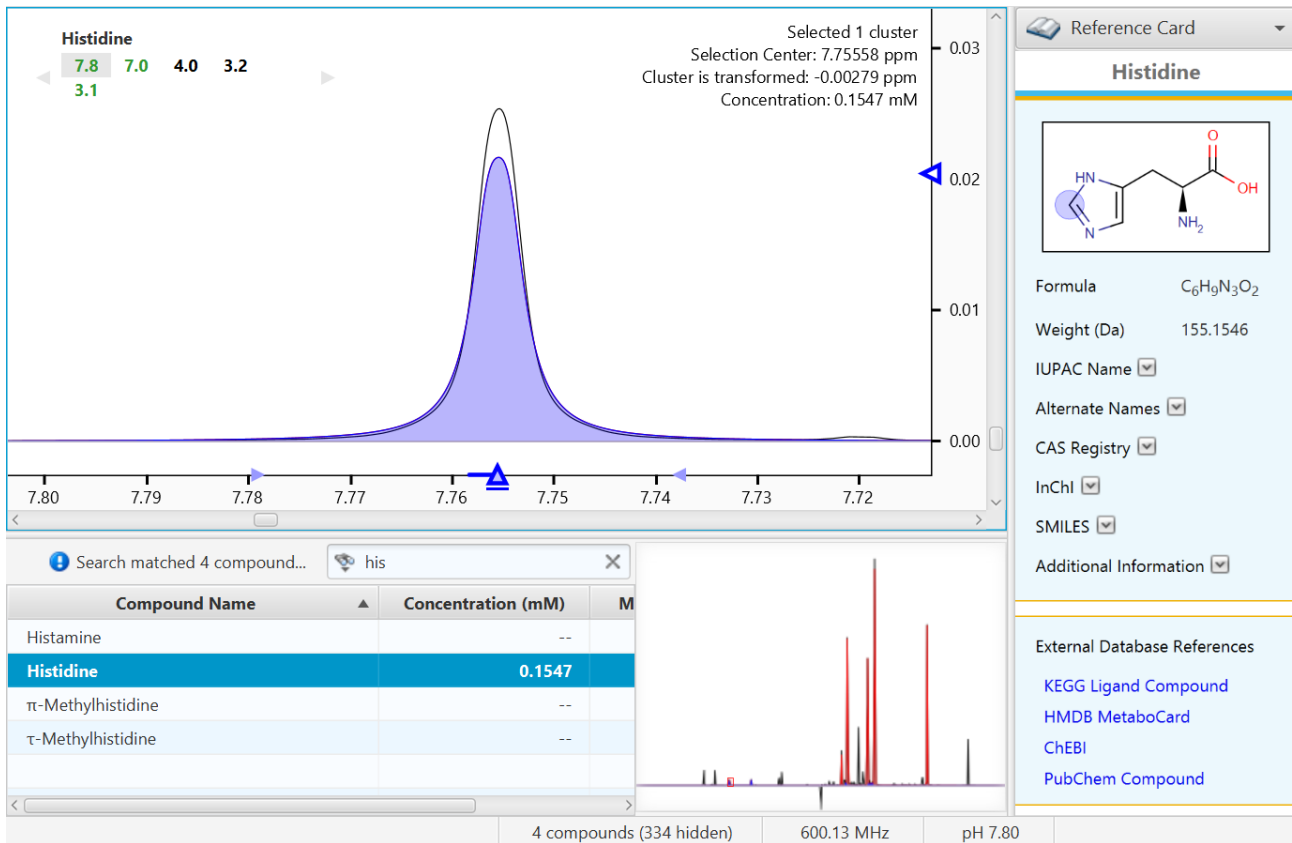 Histidine
7.8 7.0 4.0 3.2
3.1
Selected 1 cluster
Selection Center: 7.75558 ppm
Cluster is transformed: -0.00279 ppm
Concentration: 0.1547 mM
0.03
0.02
0.01
0.00
7.80 7.79 7.78 7.77 7.76 7.75 7.74 7.73 7.72
Search matched 4 compound...
his
Compound Name Concentration (mM) M
Histamine --
Histidine 0.1547
π-Methylhistidine --
τ-Methylhistidine --
4 compounds (334 hidden) 600.13 MHz pH 7.80
Reference Card
Histidine
O
HN
OH
N
NH₂
Formula C₆H₉N₃O₂
Weight (Da) 155.1546
IUPAC Name
Alternate Names
CAS Registry
InChI
SMILES
Additional Information
External Database References
KEGG Ligand Compound
HMDB MetaboCard
ChEBI
PubChem Compound